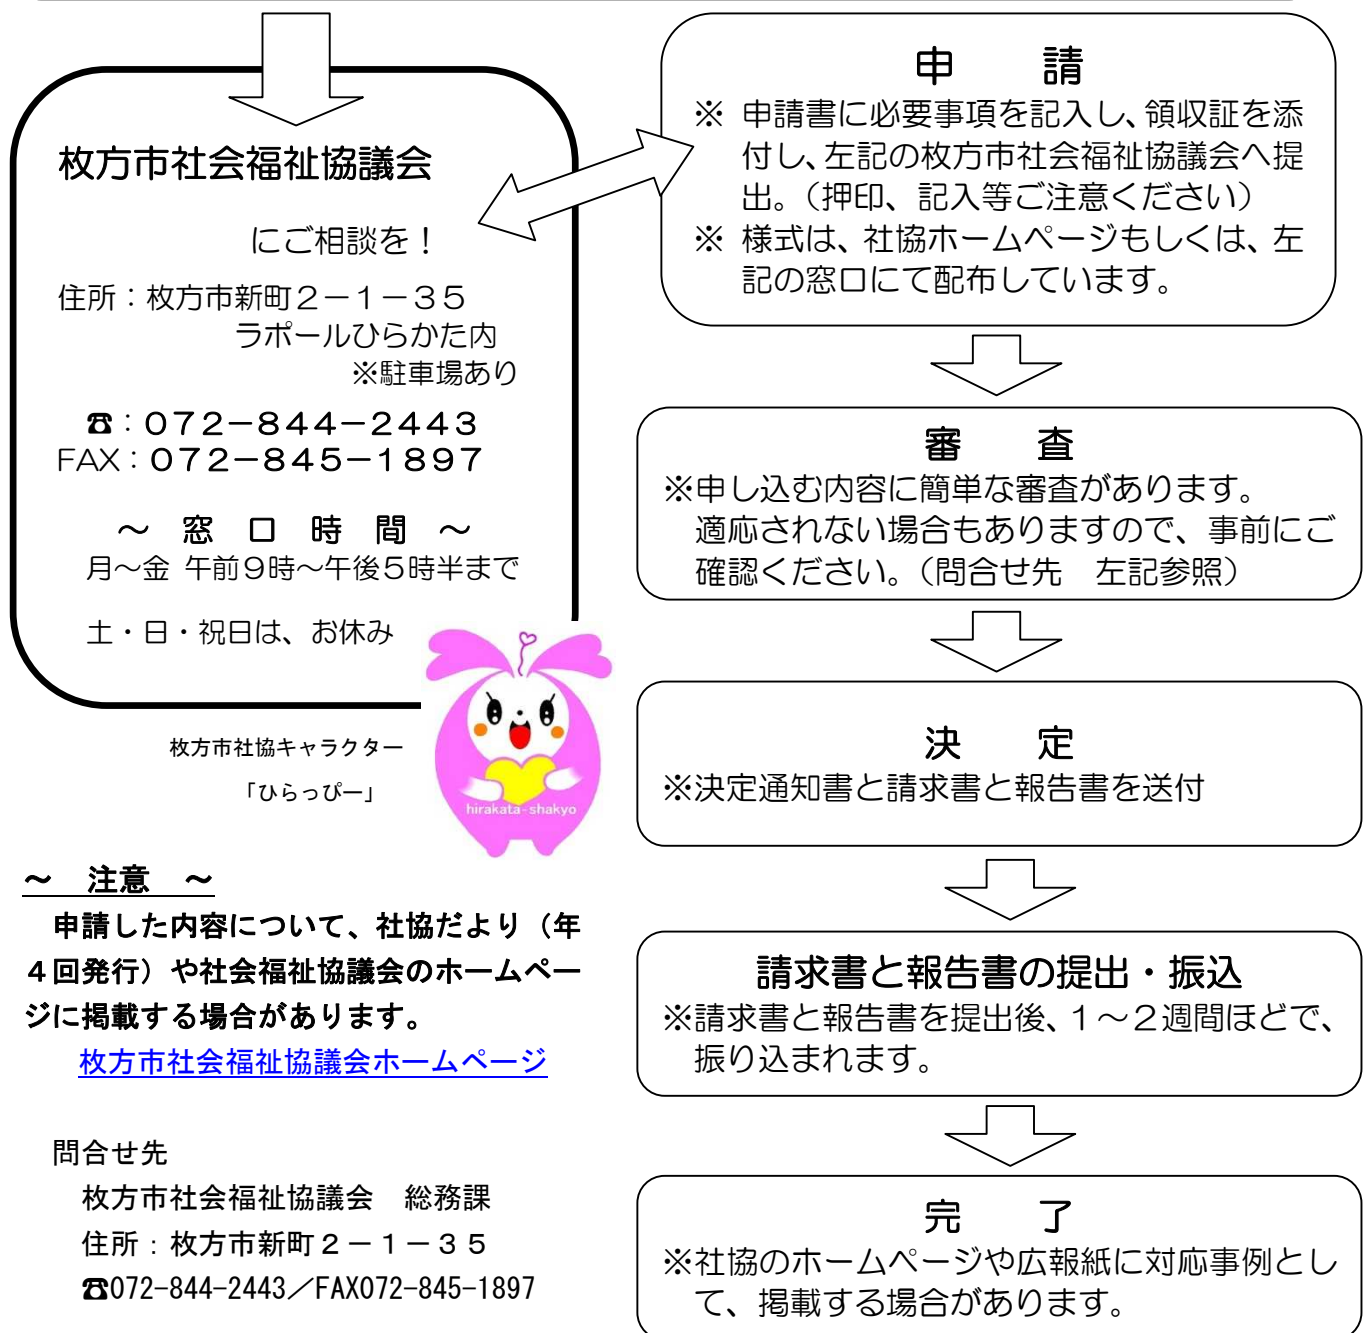 枚方市社会福祉協議会
にご相談を！
住所：枚方市新町２－１－３５
ラポールひらかた内
※駐車場あり
☎：０７２－８４４－２４４３
FAX：０７２－８４５－１８９７
～　窓　口　時　間　～
月～金 午前９時～午後５時半まで
土・日・祝日は、お休み
枚方市社協キャラクター
「ひらっぴー」
hirakata-shakyo
～　注意　～
申請した内容について、社協だより（年
４回発行）や社会福祉協議会のホームペー
ジに掲載する場合があります。
枚方市社会福祉協議会ホームページ
問合せ先
枚方市社会福祉協議会　総務課
住所：枚方市新町２－１－３５
☎072-844-2443／FAX072-845-1897
申　　請
※ 申請書に必要事項を記入し、領収証を添
付し、左記の枚方市社会福祉協議会へ提
出。（押印、記入等ご注意ください）
※ 様式は、社協ホームページもしくは、左
記の窓口にて配布しています。
審　　査
※申し込む内容に簡単な審査があります。
適応されない場合もありますので、事前にご
確認ください。（問合せ先　左記参照）
決　　定
※決定通知書と請求書と報告書を送付
請求書と報告書の提出・振込
※請求書と報告書を提出後、１～２週間ほどで、
振り込まれます。
完　　了
※社協のホームページや広報紙に対応事例とし
て、掲載する場合があります。